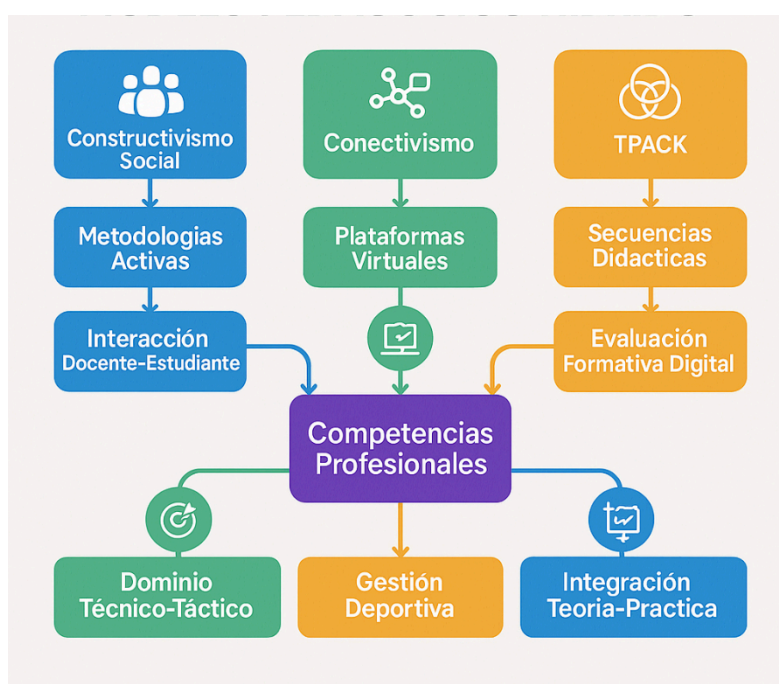 Constructivismo
Social
Conectivismo
TPACK
Metodologias
Activas
Plataformas
Virtuales
Secuencias
Didacticas
Interacción
Docente-Estudiante
Evaluación
Formativa Digital
Competencias
Profesionales
Dominio
Técnico-Táctico
Gestión
Deportiva
Integración
Teoria-Practica